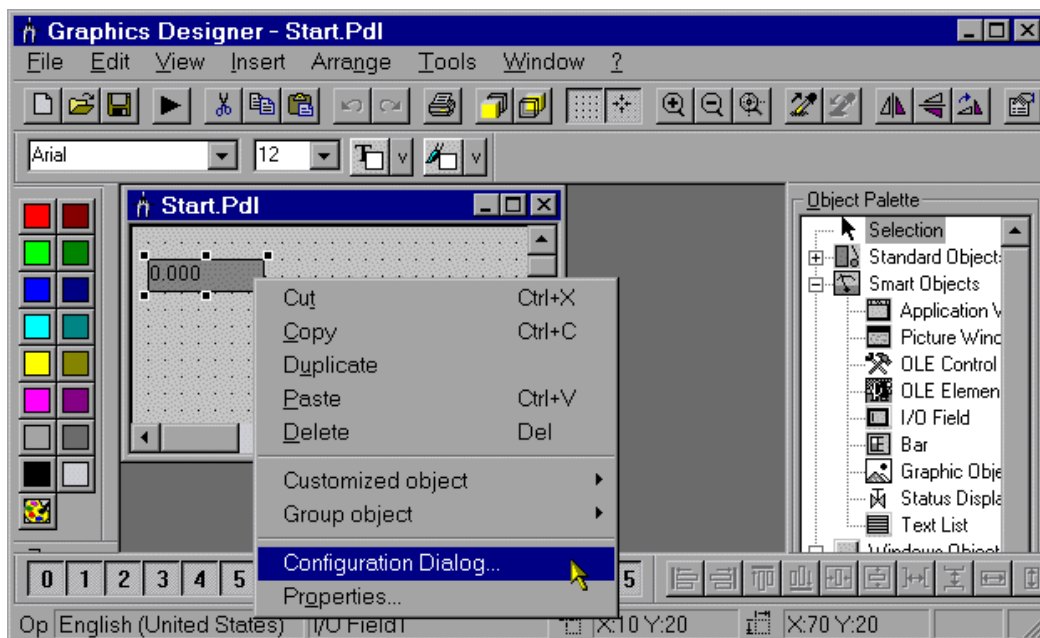 Graphics Designer - Start.Pdl
File Edit View Insert Arrange Tools Window ?
Arial 12
Start.Pdl
0.000
Cut Ctrl+X
Copy Ctrl+C
Duplicate
Paste Ctrl+V
Delete Del
Customized object
Group object
Configuration Dialog...
Properties...
Object Palette
Selection
Standard Object
Smart Objects
Application
Picture Winc
OLE Control
OLE Elemen
I/O Field
Bar
Graphic Obje
Status Displa
Text List
0 1 2 3 4 5 5
Op English (United States) I/O Field1 X:10 Y:20 X:70 Y:20